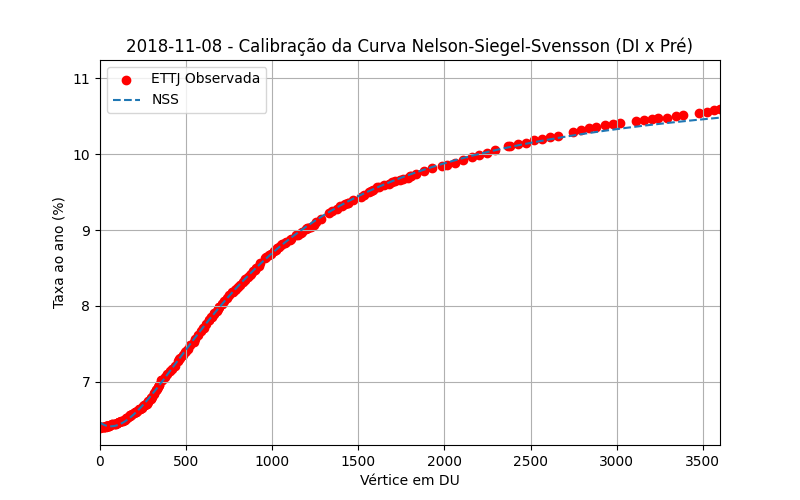 2018-11-08 - Calibração da Curva Nelson-Siegel-Svensson (DI x Pré)
ETTJ Observada
NSS
Taxa ao ano (%)
11
10
9
8
7
0 500 1000 1500 2000 2500 3000 3500
Vértice em DU